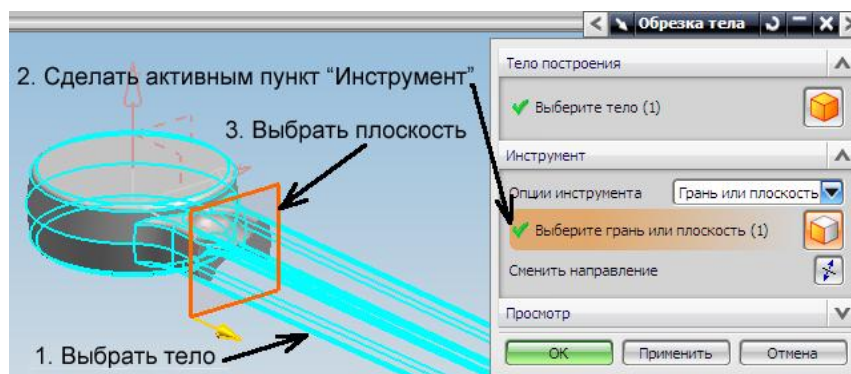 Обрезка тела
2. Сделать активным пункт “Инструмент”
3. Выбрать плоскость
1. Выбрать тело
Тело построения
Выберите тело (1)
Инструмент
Опции инструмента Грань или плоскость
Выберите грань или плоскость (1)
Сменить направление
Просмотр
ОК Применить Отмена